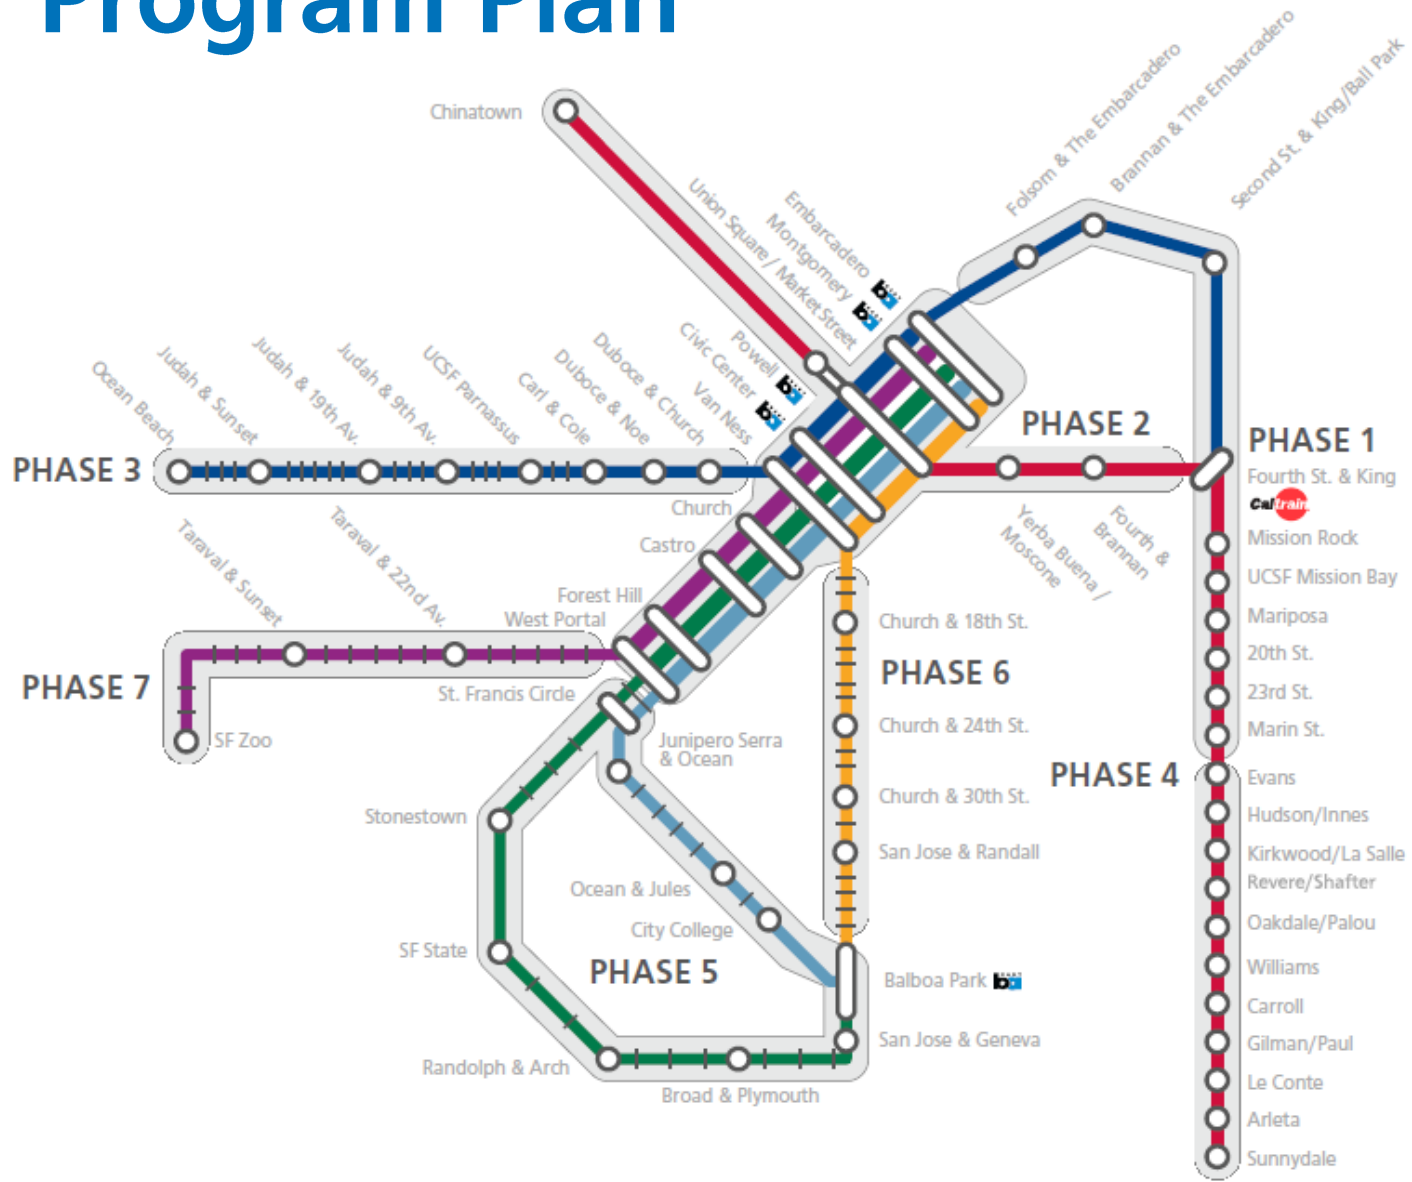 Program Plan
Chinatown
Union Square / Market Street
Embarcadero
Montgomery
Folsom & The Embarcadero
Brannan & The Embarcadero
Second St. & King/Ball Park
Ocean Beach
Judah & Sunset
Judah & 19th Av.
Judah & 9th Av.
UCSF Parnassus
Carl & Cole
Duboce & Noe
Duboce & Church
Van Ness
Civic Center
Powell
PHASE 3
PHASE 2
PHASE 1
Fourth St. & King
CalTrain
Yerba Buena /
Moscone
Fourth &
Brannan
Mission Rock
UCSF Mission Bay
Mariposa
20th St.
23rd St.
Marin St.
Church
Castro
Forest Hill
West Portal
Taraval & Sunset
Taraval & 22nd Av.
PHASE 7
SF Zoo
St. Francis Circle
Junipero Serra
& Ocean
Church & 18th St.
PHASE 6
Church & 24th St.
Church & 30th St.
San Jose & Randall
PHASE 4
Evans
Hudson/Innes
Kirkwood/La Salle
Revere/Shafter
Oakdale/Palou
Williams
Carroll
Gilman/Paul
Le Conte
Arleta
Sunnydale
Stonestown
Ocean & Jules
City College
SF State
PHASE 5
Balboa Park
San Jose & Geneva
Randolph & Arch
Broad & Plymouth